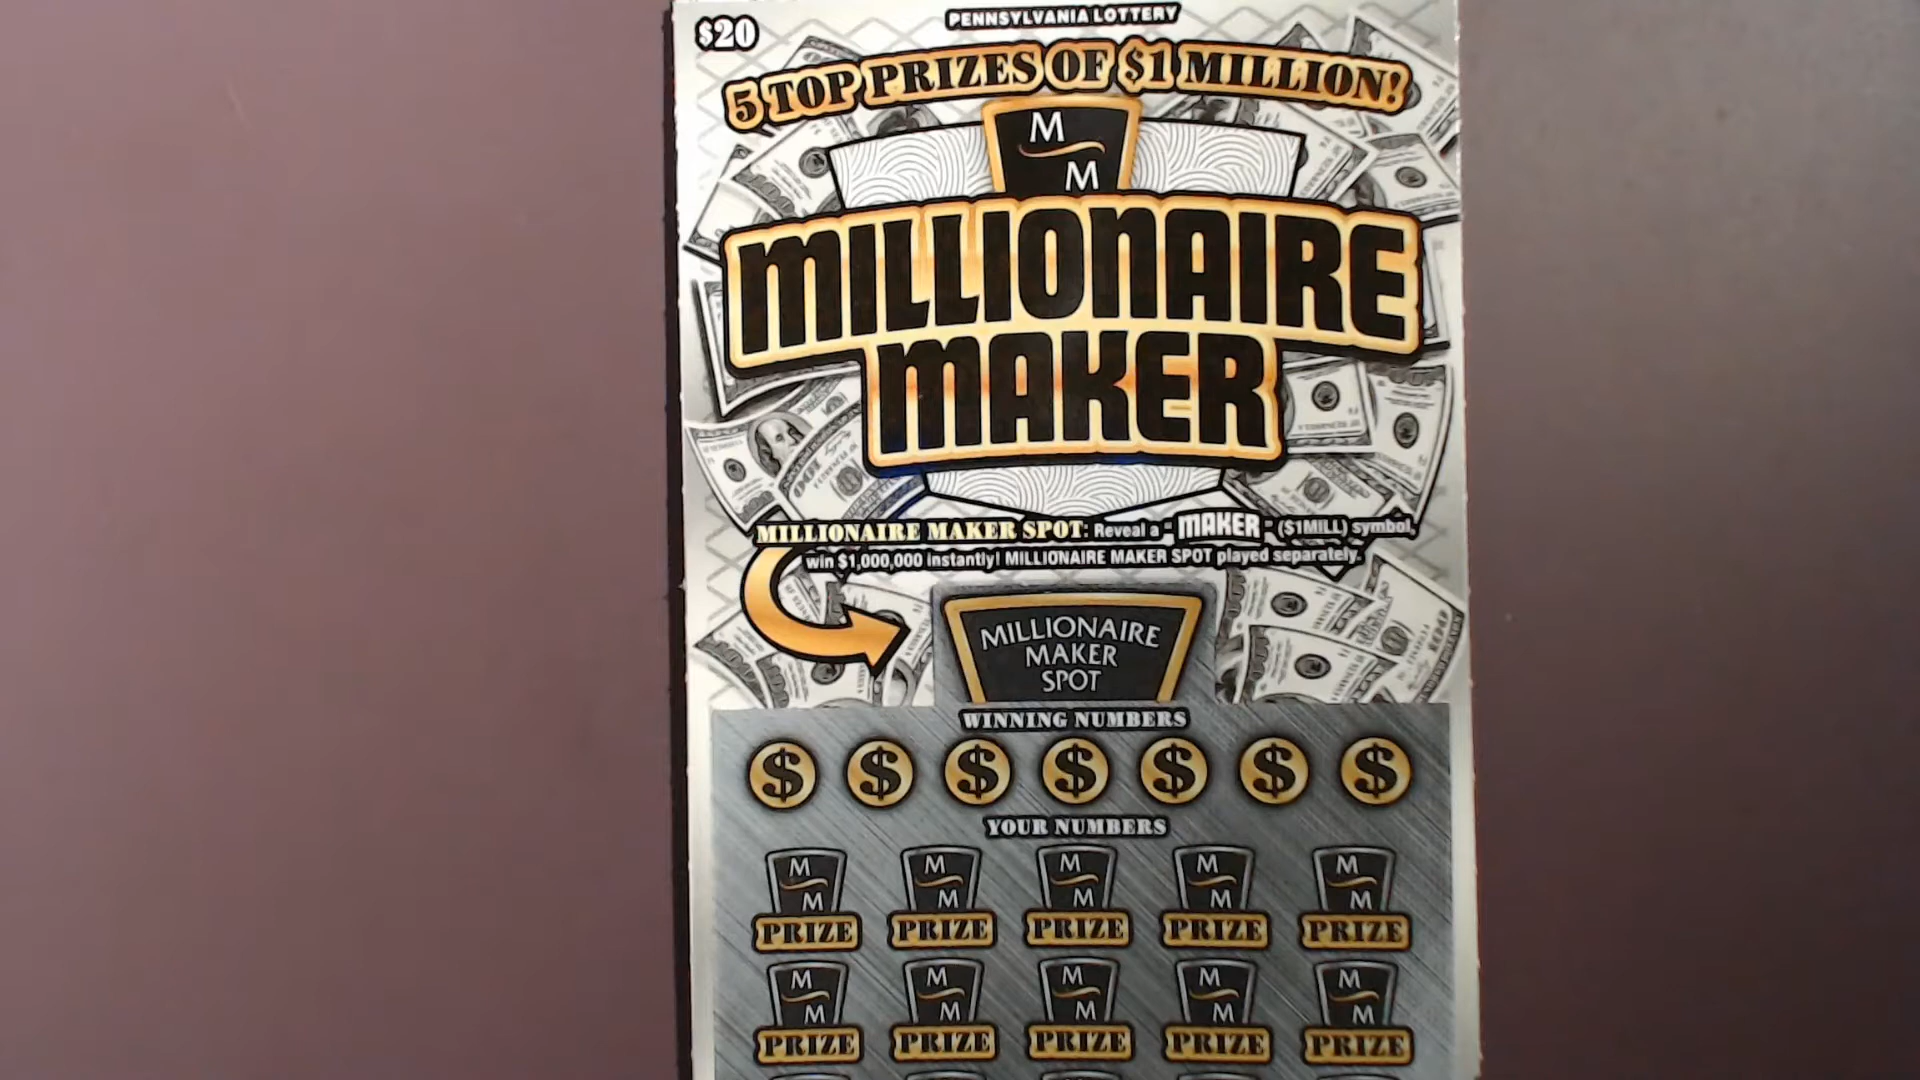 $20
PENNSYLVANIA LOTTERY
5 TOP PRIZES OF $1 MILLION!
M
M
MILLIONAIRE
MAKER
MILLIONAIRE MAKER SPOT: Reveal a "MAKER" ($1MILL) symbol,
win $1,000,000 instantly! MILLIONAIRE MAKER SPOT played separately.
MILLIONAIRE
MAKER
SPOT
WINNING NUMBERS
$ $ $ $ $ $ $
YOUR NUMBERS
M M M M M
M M M M M
PRIZE PRIZE PRIZE PRIZE PRIZE
M M M M M
M M M M M
PRIZE PRIZE PRIZE PRIZE PRIZE